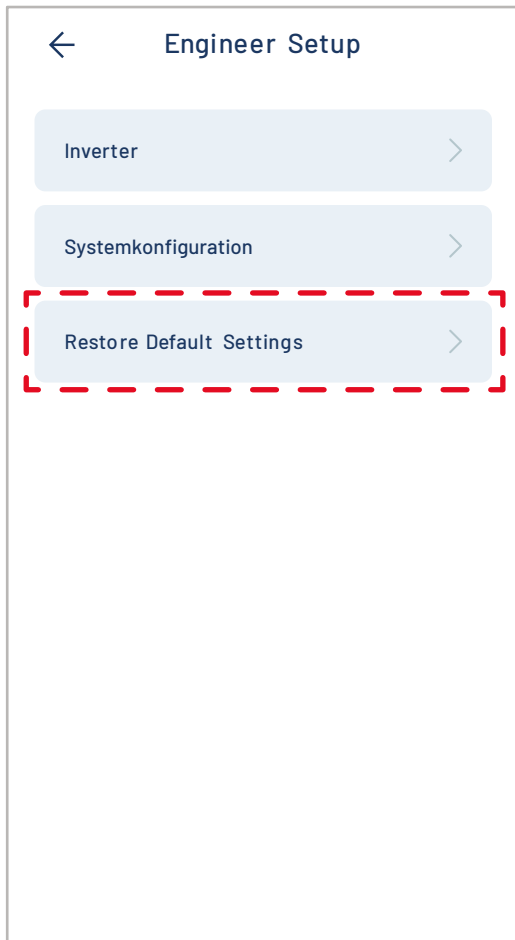 Engineer Setup
Inverter
Systemkonfiguration
Restore Default Settings